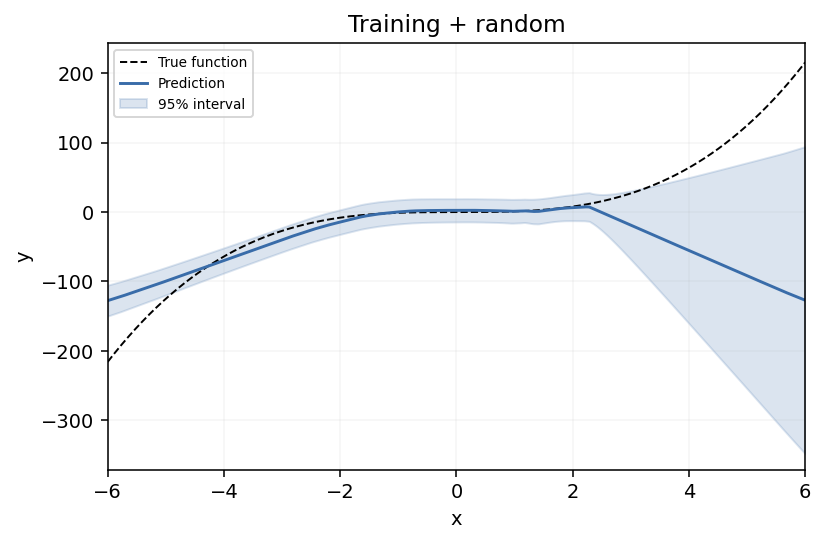 Training + random
True function
Prediction
95% interval
200
100
0
−100
−200
−300
y
−6
−4
−2
0
2
4
6
x